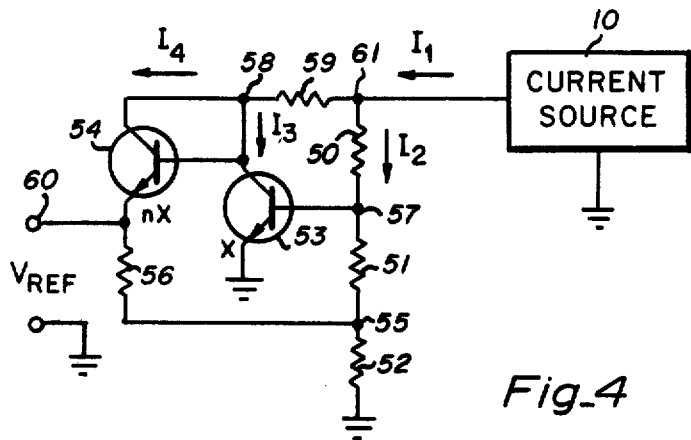 I4
58
59
61
I1
10
CURRENT
SOURCE
54
I3
50
I2
60
nX
X
53
57
VREF
56
51
55
52
Fig_4